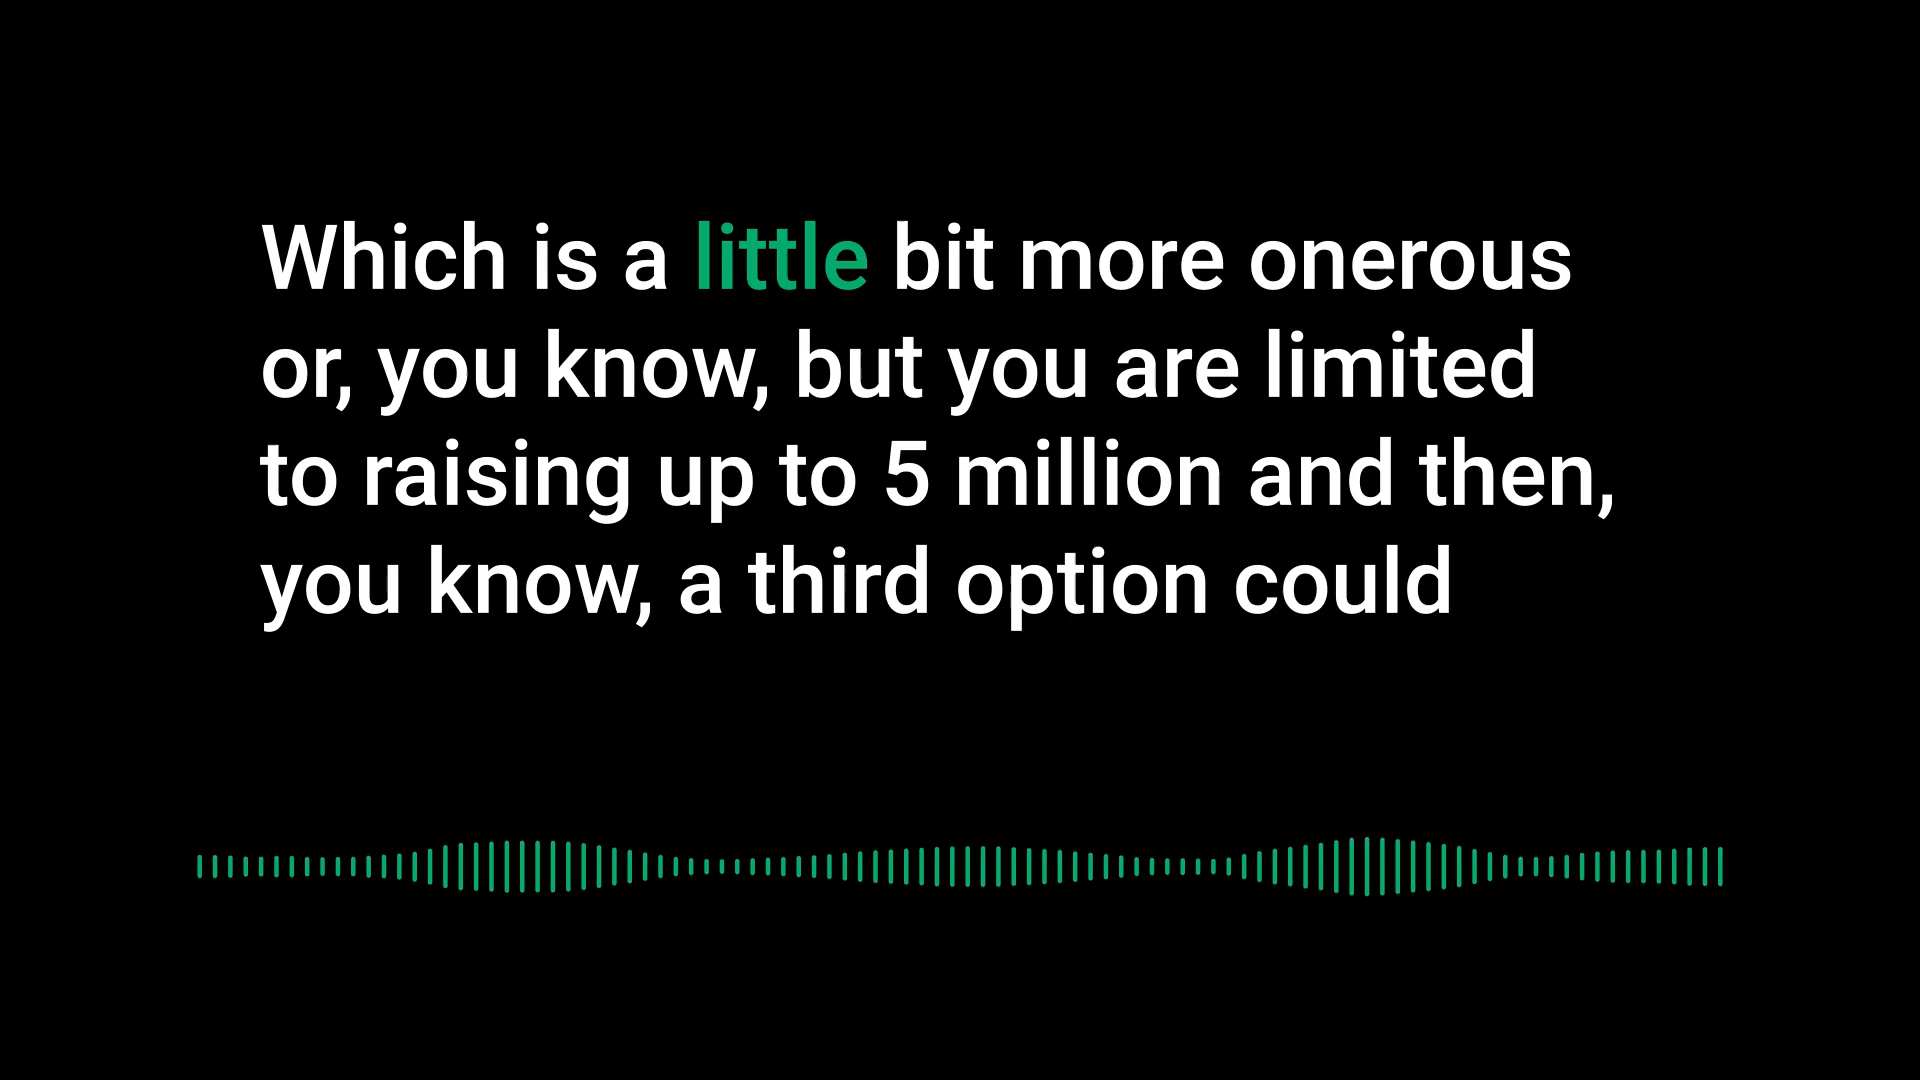 Which is a little bit more onerous
or, you know, but you are limited
to raising up to 5 million and then,
you know, a third option could